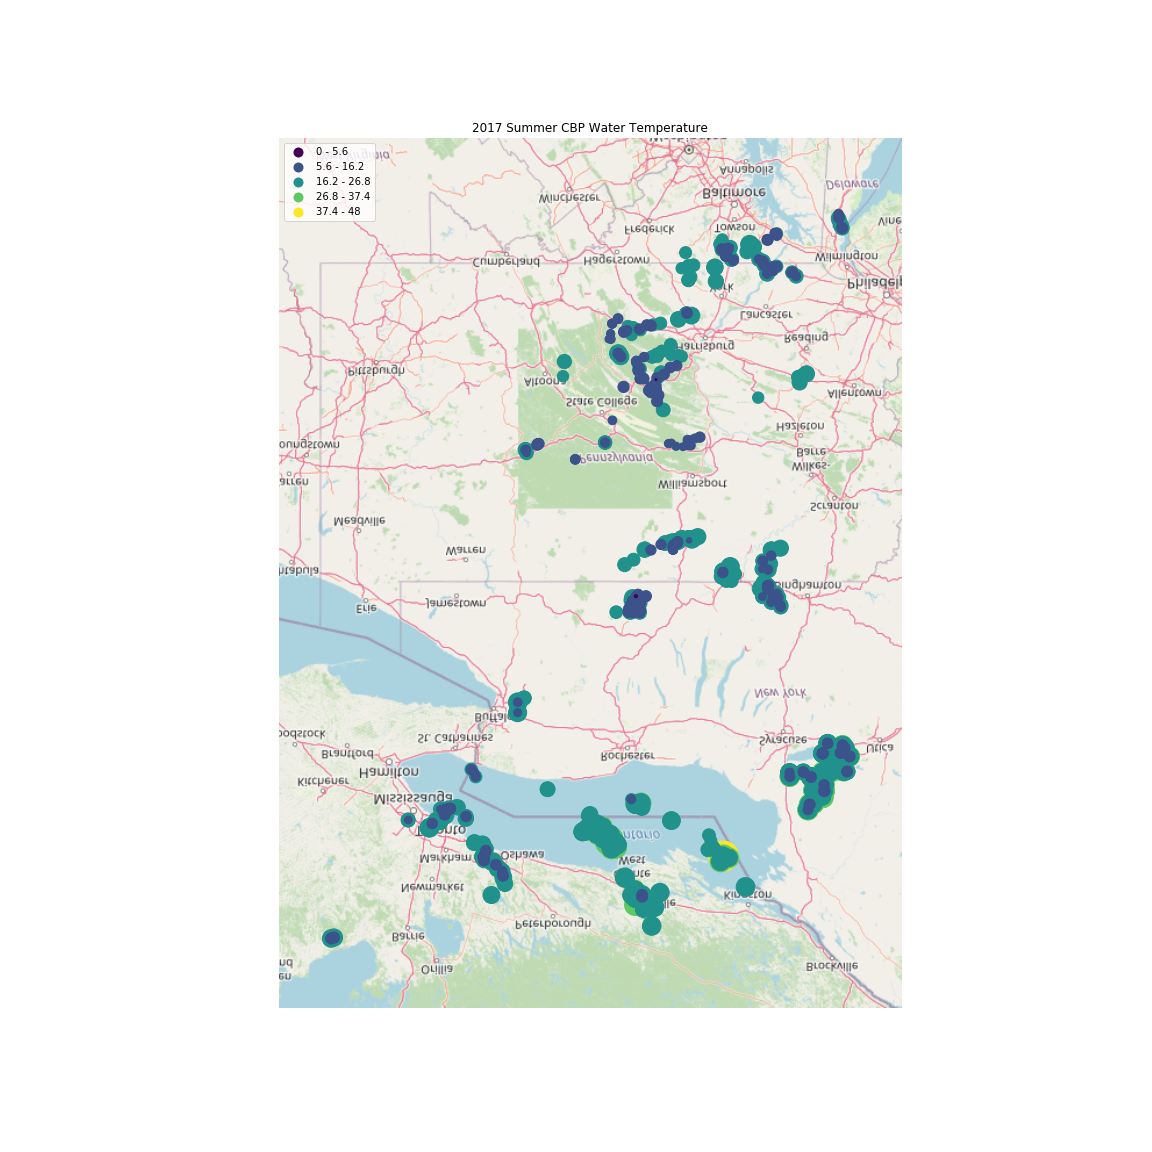 2017 Summer CBP Water Temperature
0 - 5.6
5.6 - 16.2
16.2 - 26.8
26.8 - 37.4
37.4 - 48
Washington
Annapolis
Delaware
Baltimore
Winchester
Vine
Frederick
Towson
Wilmington
Cumberland
Hagerstown
Philadelp
York
Lancaster
Reading
Harrisburg
Pittsburgh
Altoona
Allentown
State College
Hazleton
oungstown
Pennsylvania
Barre
Wilkes-
arren
Williamsport
Scranton
Meadville
Warren
htabula
Binghamton
Erie
Jamestown
New York
Buffalo
oodstock
St. Catharines
Syracuse
Utica
Brantford
Rochester
Hamilton
Kitchener
Mississauga
Toronto
Ontario
Markham
Oshawa
West
Newmarket
Kingston
Peterborough
Barrie
Orillia
Brockville